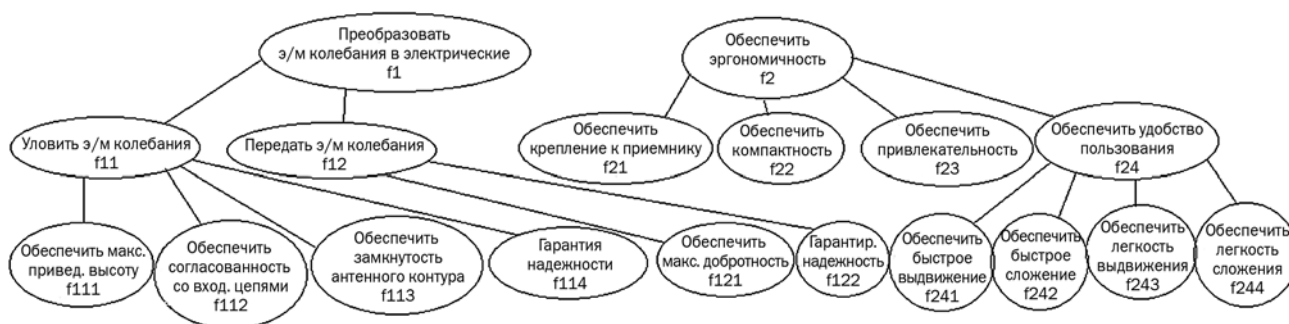 Преобразовать
э/м колебания в электрические
f1
Обеспечить
эргономичность
f2
Уловить э/м колебания
f11
Передать э/м колебания
f12
Обеспечить
крепление к приемнику
f21
Обеспечить
компактность
f22
Обеспечить
привлекательность
f23
Обеспечить удобство
пользования
f24
Обеспечить макс.
привед. высоту
f111
Обеспечить
согласованность
со вход. цепями
f112
Обеспечить
замкнутость
антенного контура
f113
Гарантия
надежности
f114
Обеспечить
макс. добротность
f121
Гарантир.
надежность
f122
Обеспечить
быстрое
выдвижение
f241
Обеспечить
быстрое
сложение
f242
Обеспечить
легкость
выдвижения
f243
Обеспечить
легкость
сложения
f244